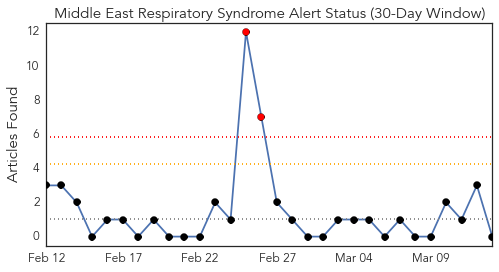 Middle East Respiratory Syndrome Alert Status (30-Day Window)
Articles Found
12
10
8
6
4
2
0
Feb 12
Feb 17
Feb 22
Feb 27
Mar 04
Mar 09